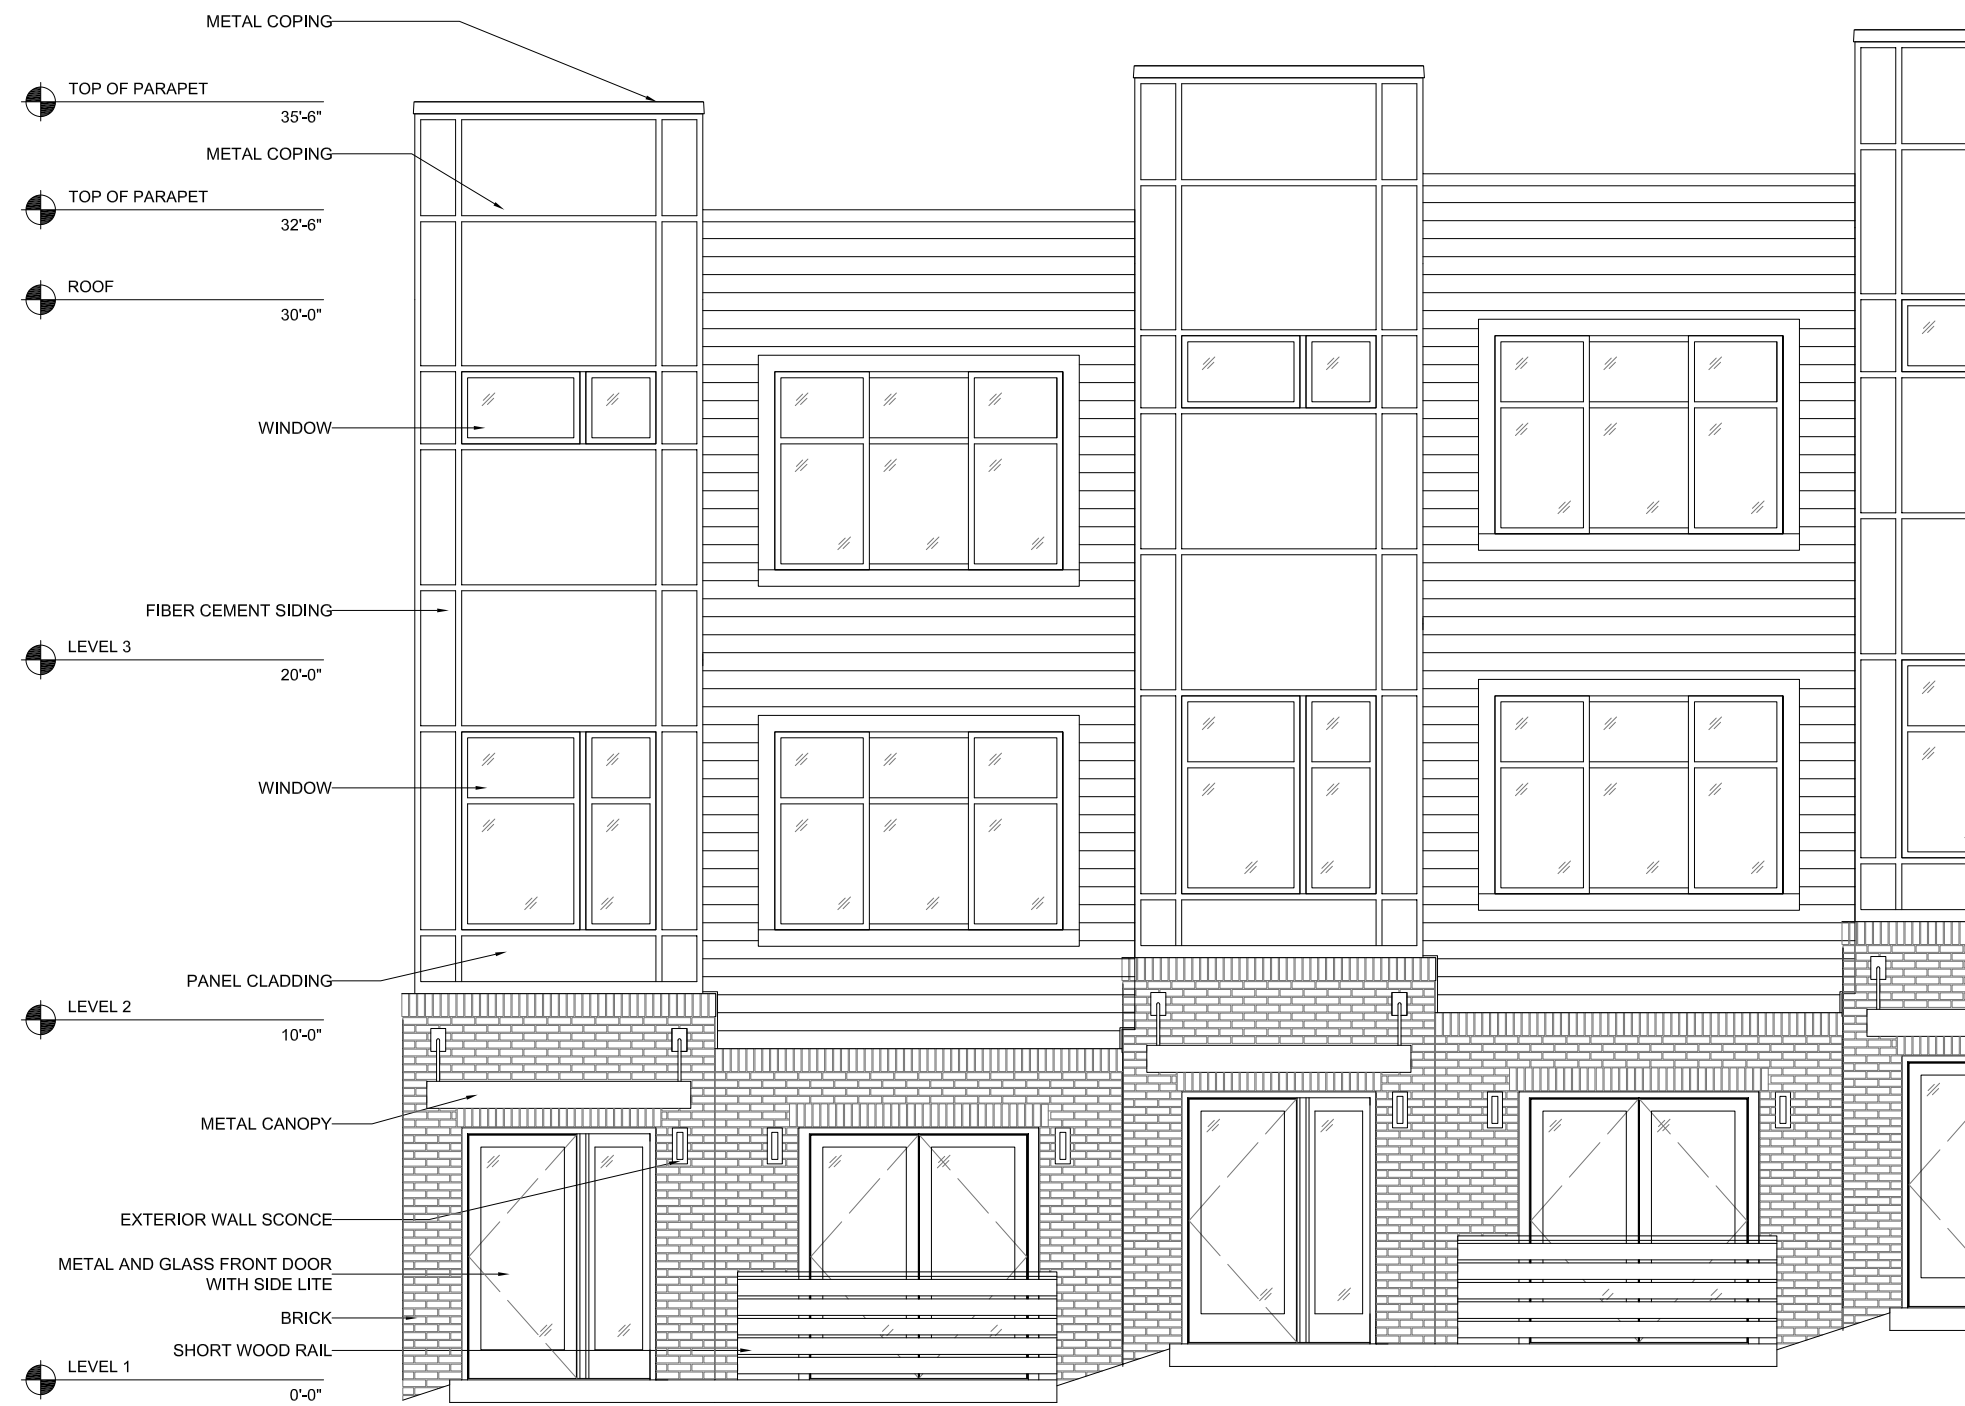 METAL COPING
TOP OF PARAPET
35'-6"
METAL COPING
TOP OF PARAPET
32'-6"
ROOF
30'-0"
WINDOW
FIBER CEMENT SIDING
LEVEL 3
20'-0"
WINDOW
PANEL CLADDING
LEVEL 2
10'-0"
METAL CANOPY
EXTERIOR WALL SCONCE
METAL AND GLASS FRONT DOOR
WITH SIDE LITE
BRICK
SHORT WOOD RAIL
LEVEL 1
0'-0"